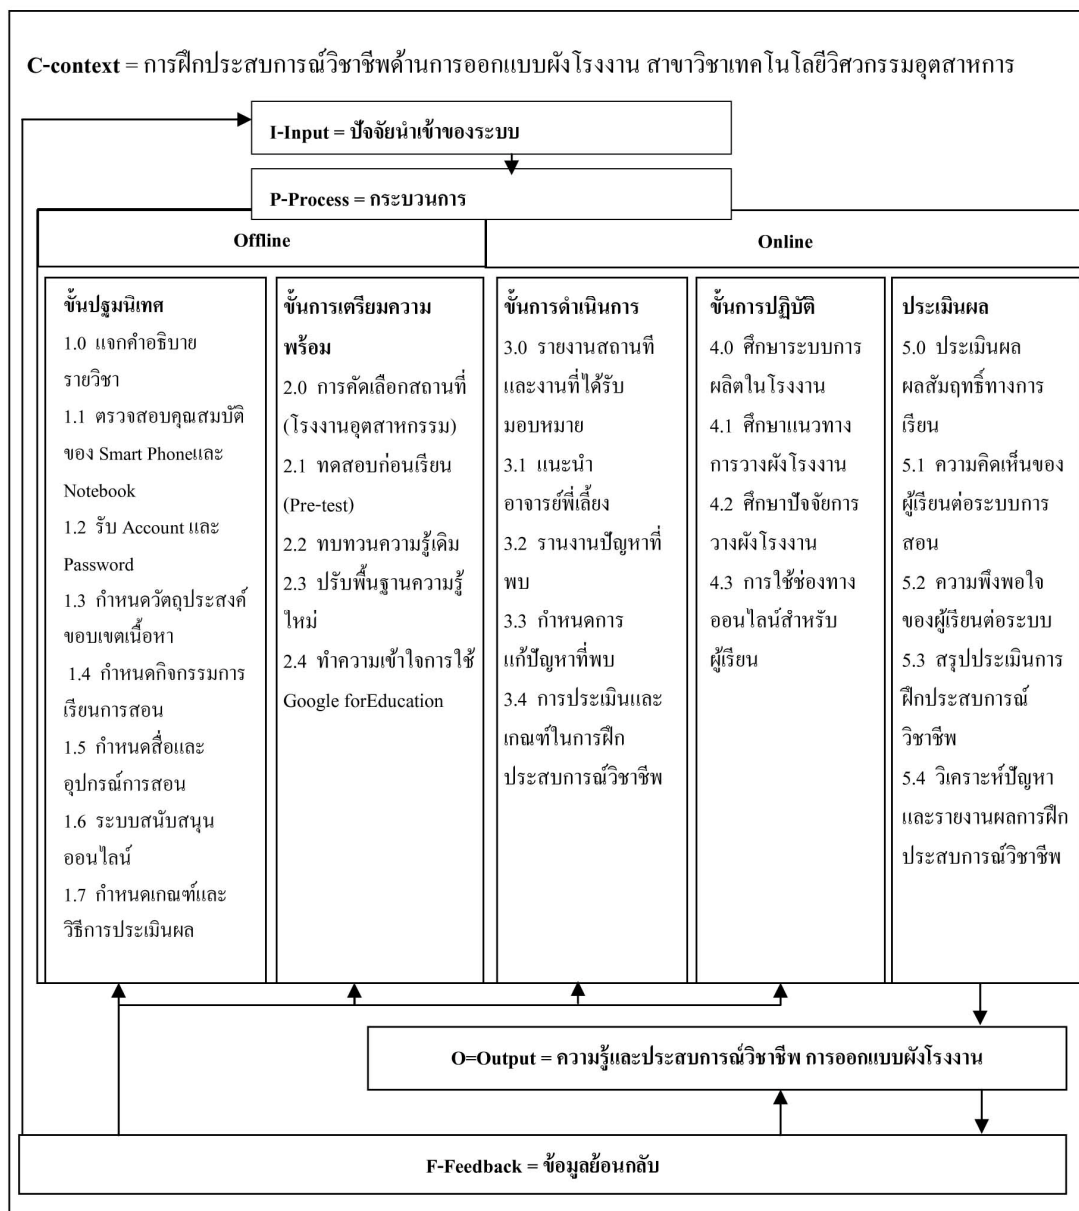 C-context = การฝึกประสบการณ์วิชาชีพด้านการออกแบบผังโรงงาน สาขาวิชาเทคโนโลยีวิศวกรรมอุตสาหการ
I-Input = ปัจจัยนำเข้าของระบบ
P-Process = กระบวนการ
Offline
Online
ขั้นปฐมนิเทศ
1.0 แจกคำอธิบาย
รายวิชา
1.1 ตรวจสอบคุณสมบัติ
ของ Smart Phoneและ
Notebook
1.2 รับ Account และ
Password
1.3 กำหนดวัตถุประสงค์
ขอบเขตเนื้อหา
1.4 กำหนดกิจกรรมการ
เรียนการสอน
1.5 กำหนดสื่อและ
อุปกรณ์การสอน
1.6 ระบบสนับสนุน
ออนไลน์
1.7 กำหนดเกณฑ์และ
วิธีการประเมินผล
ขั้นการเตรียมความ
พร้อม
2.0 การคัดเลือกสถานที่
(โรงงานอุตสาหกรรม)
2.1 ทดสอบก่อนเรียน
(Pre-test)
2.2 ทบทวนความรู้เดิม
2.3 ปรับพื้นฐานความรู้
ใหม่
2.4 ทำความเข้าใจการใช้
Google forEducation
ขั้นการดำเนินการ
3.0 รายงานสถานที
และงานที่ได้รับ
มอบหมาย
3.1 แนะนำ
อาจารย์พี่เลี้ยง
3.2 รานงานปัญหาที่
พบ
3.3 กำหนดการ
แก้ปัญหาที่พบ
3.4 การประเมินและ
เกณฑ์ในการฝึก
ประสบการณ์วิชาชีพ
ขั้นการปฏิบัติ
4.0 ศึกษาระบบการ
ผลิตในโรงงาน
4.1 ศึกษาแนวทาง
การวางผังโรงงาน
4.2 ศึกษาปัจจัยการ
วางผังโรงงาน
4.3 การใช้ช่องทาง
ออนไลน์สำหรับ
ผู้เรียน
ประเมินผล
5.0 ประเมินผล
ผลสัมฤทธิ์ทางการ
เรียน
5.1 ความคิดเห็นของ
ผู้เรียนต่อระบบการ
สอน
5.2 ความพึงพอใจ
ของผู้เรียนต่อระบบ
5.3 สรุปประเมินการ
ฝึกประสบการณ์
วิชาชีพ
5.4 วิเคราะห์ปัญหา
และรายงานผลการฝึก
ประสบการณ์วิชาชีพ
O=Output = ความรู้และประสบการณ์วิชาชีพ การออกแบบผังโรงงาน
F-Feedback = ข้อมูลย้อนกลับ